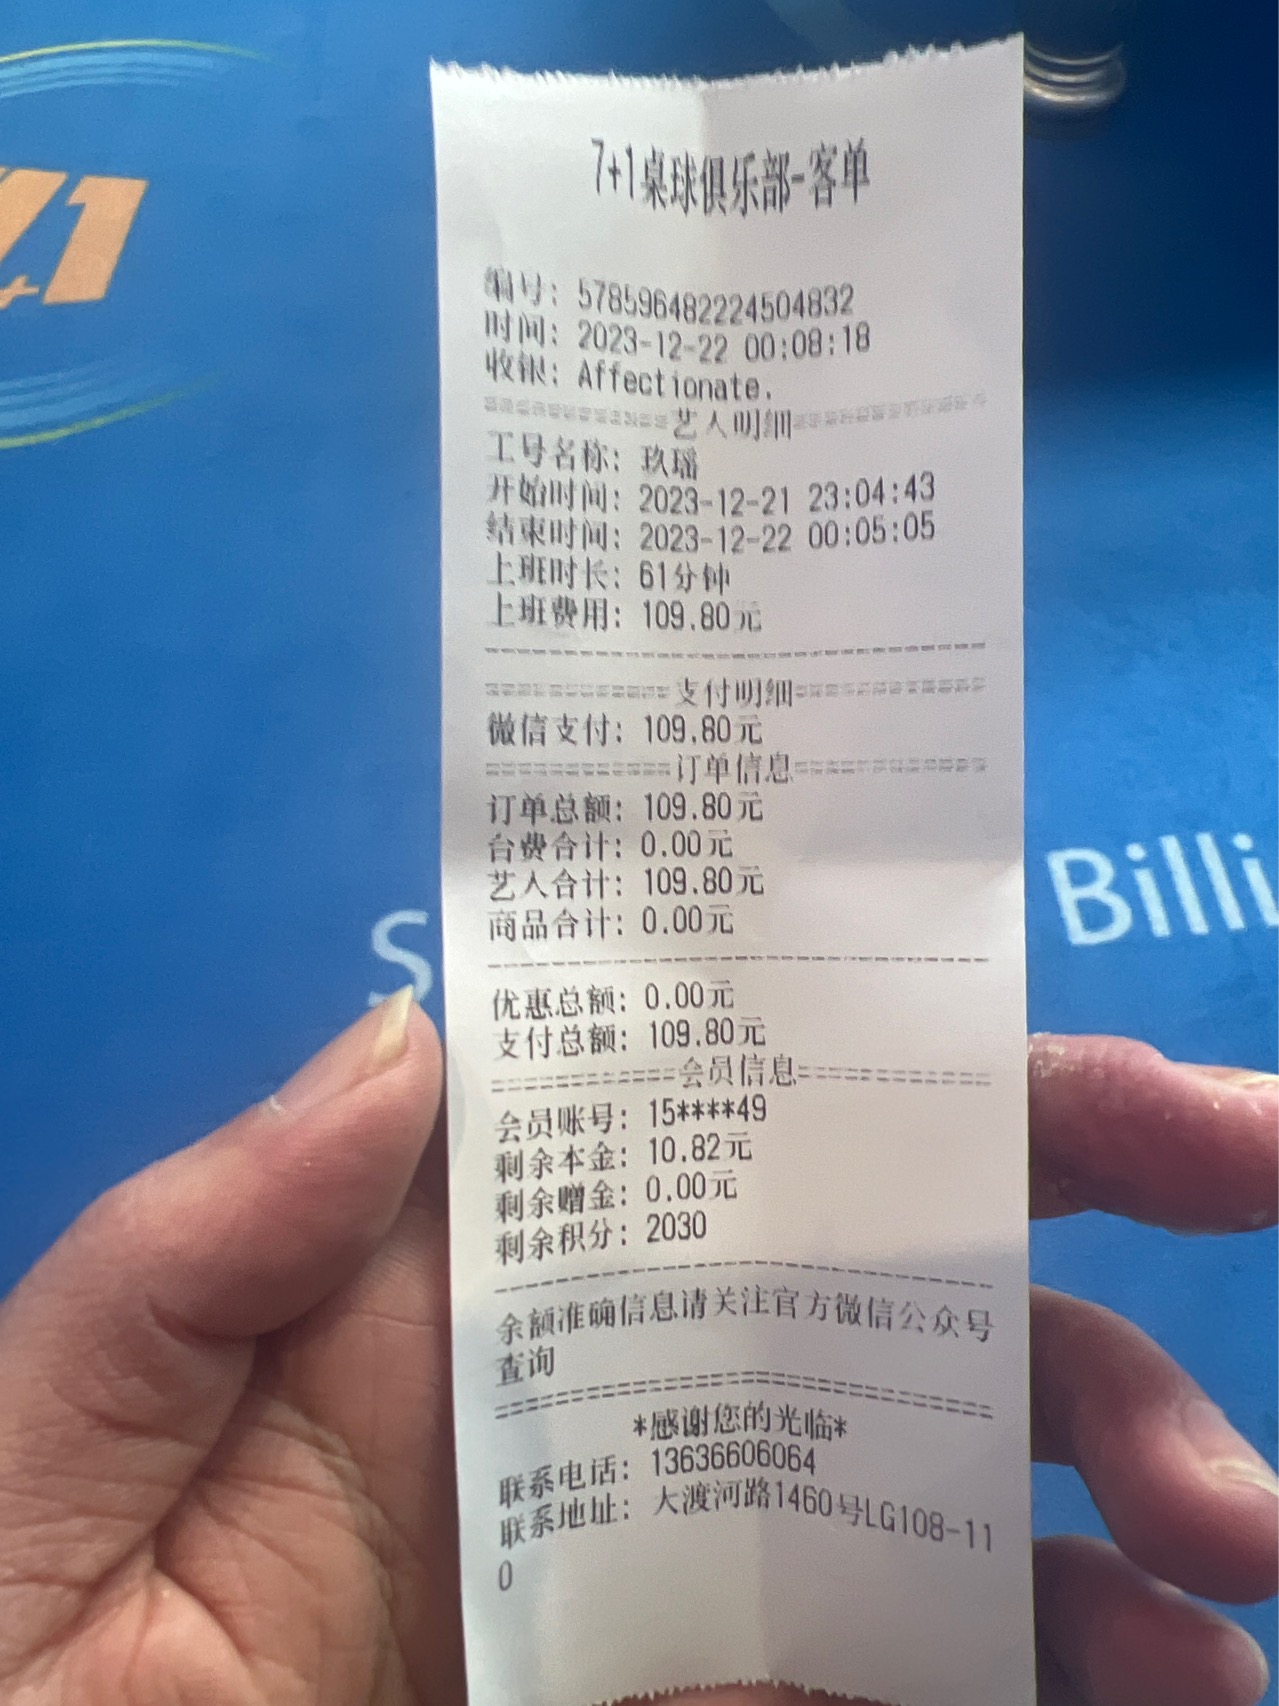 7+1
7+1桌球俱乐部-客单
编号: 578596482224504832
时间: 2023-12-22 00:08:18
收银: Affectionate.
艺人明细
工号名称: 玖瑶
开始时间: 2023-12-21 23:04:43
结束时间: 2023-12-22 00:05:05
上班时长: 61分钟
上班费用: 109.80元
支付明细
微信支付: 109.80元
订单信息
订单总额: 109.80元
台费合计: 0.00元
艺人合计: 109.80元
商品合计: 0.00元
S
Billi
优惠总额: 0.00元
支付总额: 109.80元
会员信息
会员账号: 15****49
剩余本金: 10.82元
剩余赠金: 0.00元
剩余积分: 2030
余额准确信息请关注官方微信公众号
查询
*感谢您的光临*
联系电话: 13636606064
联系地址: 大渡河路1460号LG108-11
0